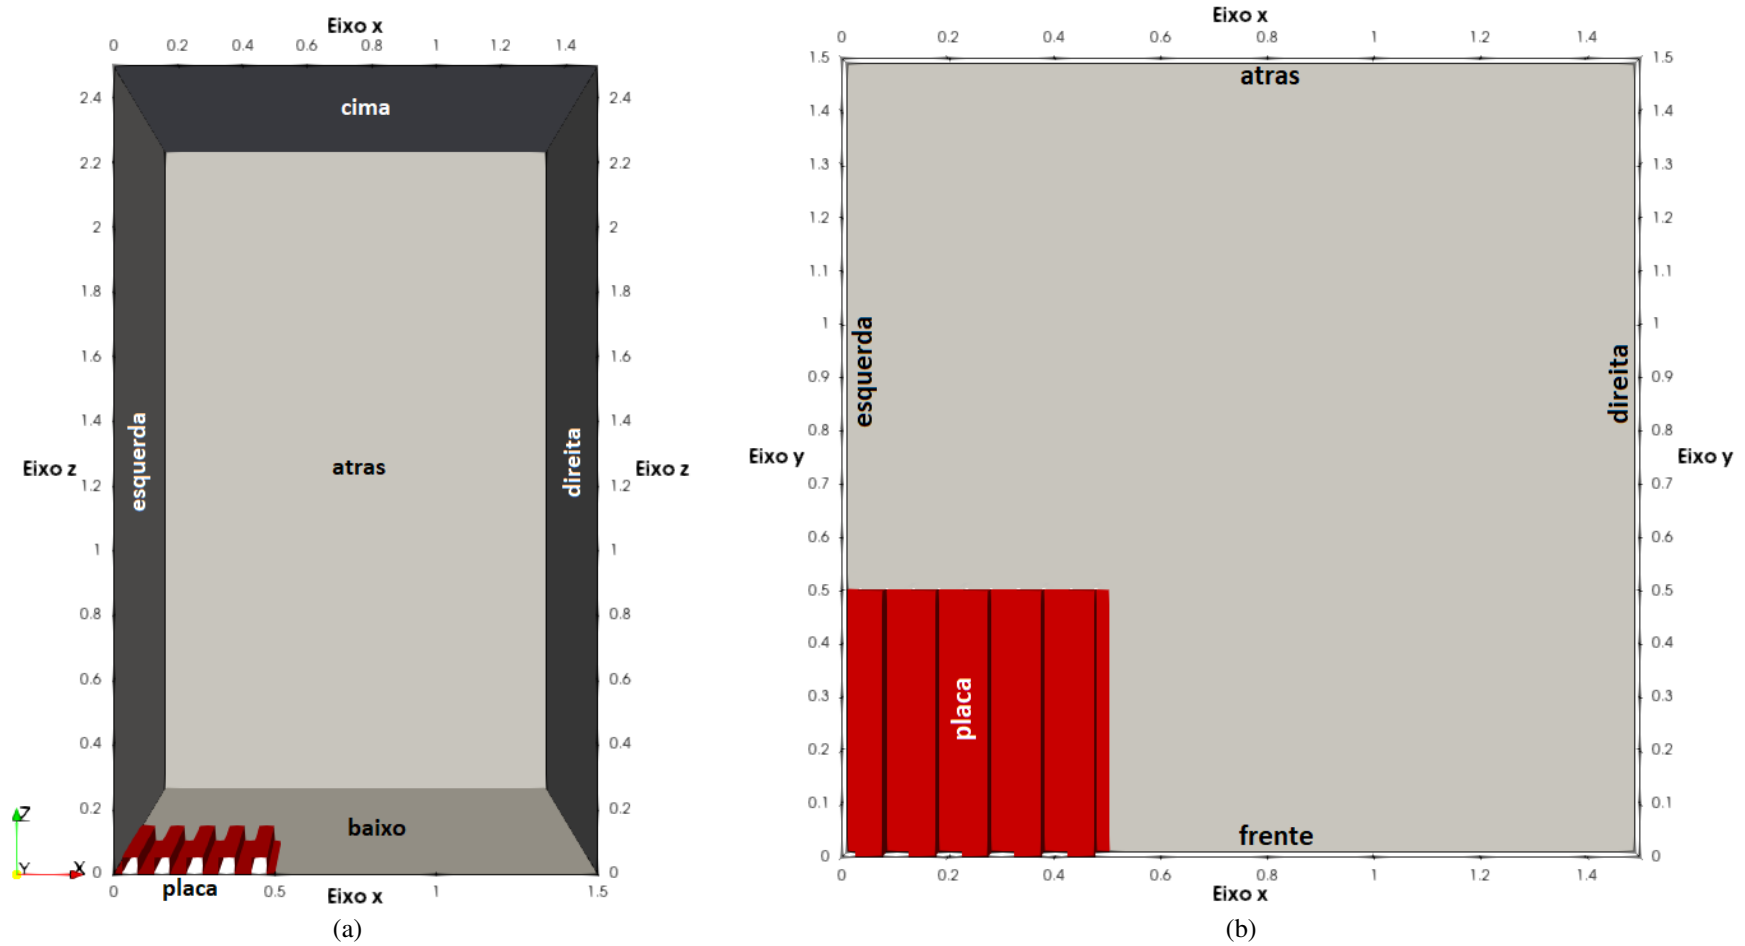 Eixo x
0 0.2 0.4 0.6 0.8 1 1.2 1.4
2.4 2.4
cima
2.2 2.2
2 2
1.8 1.8
1.6 1.6
1.4 1.4
esquerda
direita
atras
Eixo z Eixo z
1.2 1.2
1 1
0.8 0.8
0.6 0.6
0.4 0.4
0.2 0.2
baixo
Z
Y X
0 0
placa
0 0.5 1 1.5
Eixo x
(a)
Eixo x
0 0.2 0.4 0.6 0.8 1 1.2 1.4
1.5 1.5
atras
1.4 1.4
1.3 1.3
1.2 1.2
1.1 1.1
1 1
esquerda
direita
0.9 0.9
0.8 0.8
Eixo y Eixo y
0.7 0.7
0.6 0.6
0.5 0.5
0.4 0.4
0.3 0.3
placa
0.2 0.2
0.1 0.1
frente
0 0
0 0.2 0.4 0.6 0.8 1 1.2 1.4
Eixo x
(b)